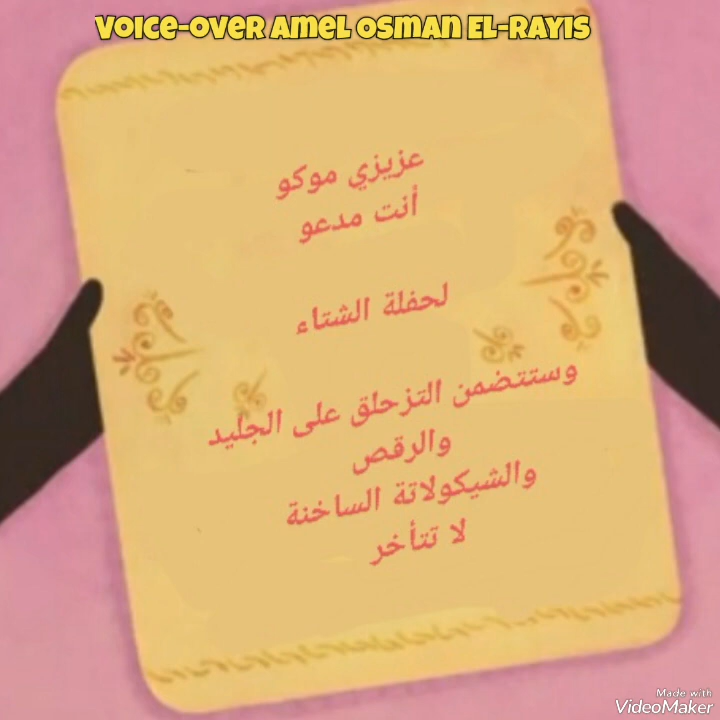 VOICE-OVER AMEL OSMAN EL-RAYIS
عزيزي موكو
أنت مدعو
لحفلة الشتاء
وستتضمن التزحلق على الجليد
والرقص
والشيكولاتة الساخنة
لا تتأخر
Made with
VideoMaker